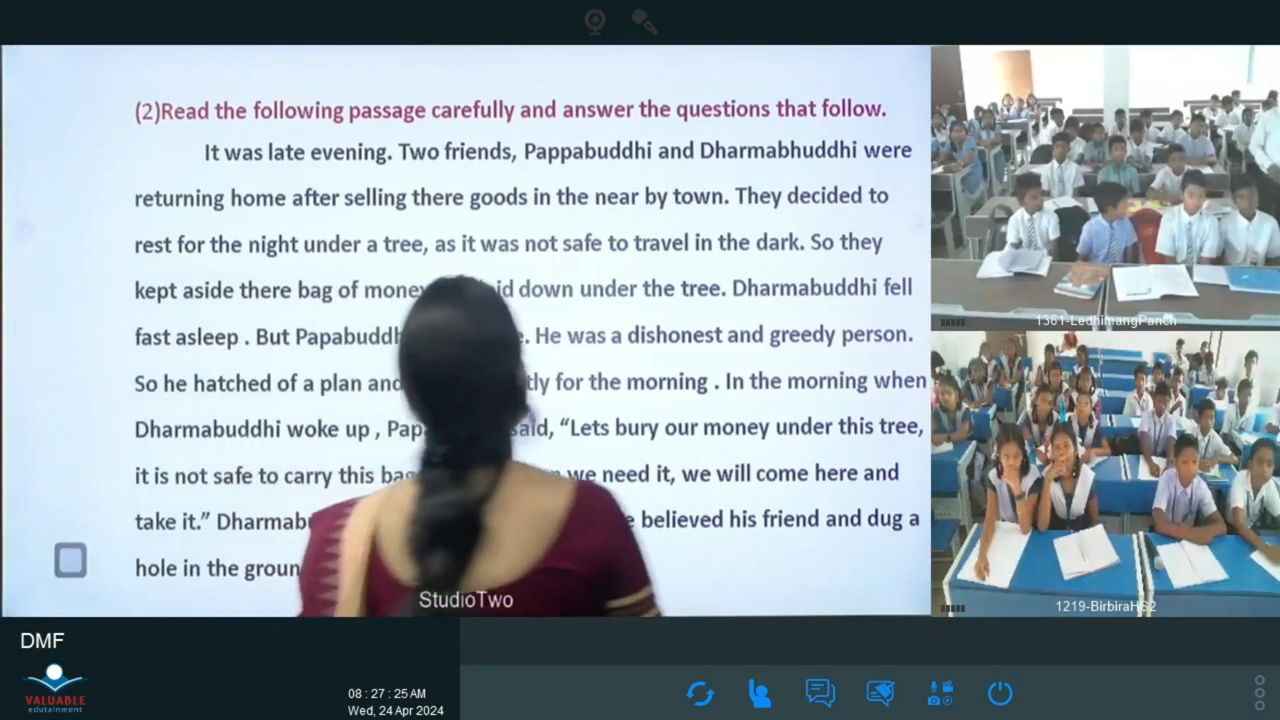 (2)Read the following passage carefully and answer the questions that follow.
It was late evening. Two friends, Pappabuddhi and Dharmabhuddhi were
returning home after selling there goods in the near by town. They decided to
rest for the night under a tree, as it was not safe to travel in the dark. So they
kept aside there bag of money down under the tree. Dharmabuddhi fell
fast asleep . But He was a dishonest and greedy person.
So he hatched of a plan and for the morning . In the morning when
Dharmabuddhi woke up , said, “Lets bury our money under this tree,
it is not safe to carry this we need it, we will come here and
take it.” believed his friend and dug a
hole in the
StudioTwo
1361-LedhimangPanch
1219-BirbiraHS2
DMF
VALUABLE
edutainment
08 : 27 : 25 AM
Wed, 24 Apr 2024